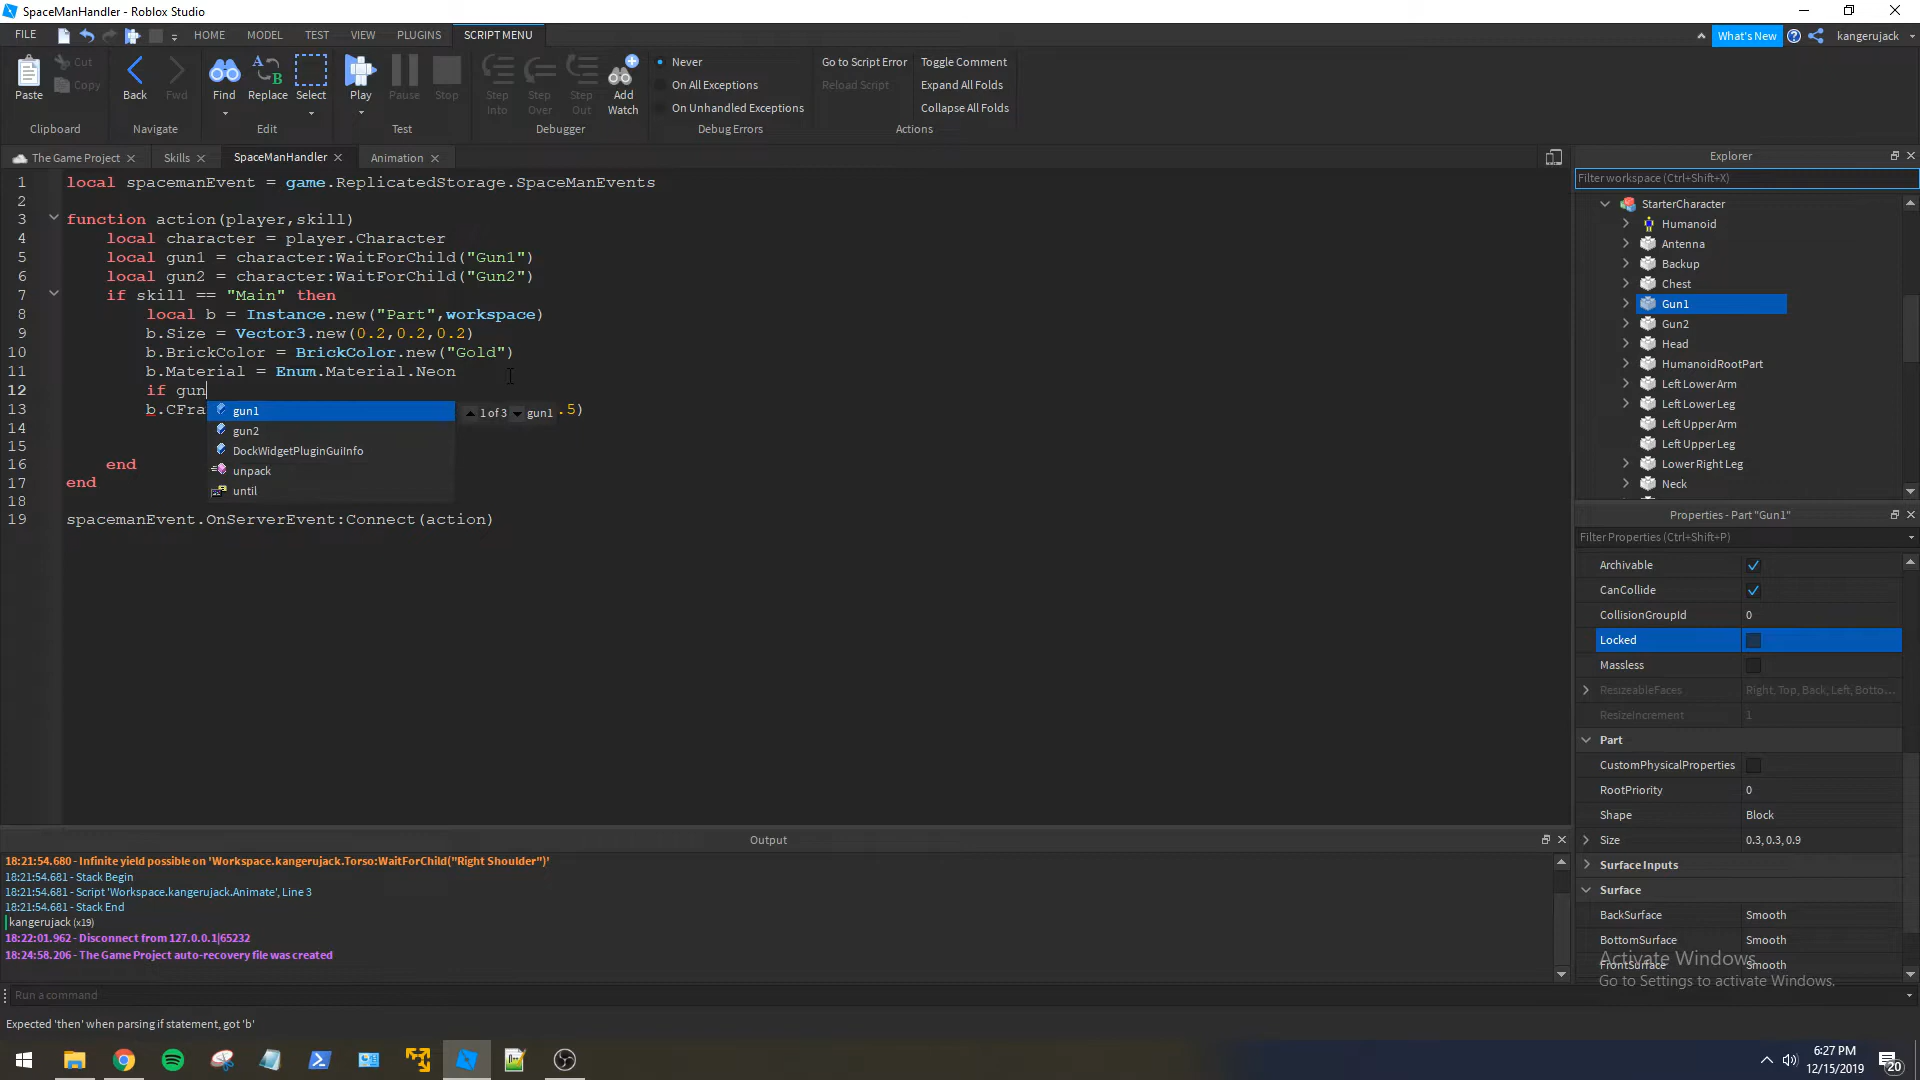 SpaceManHandler - Roblox Studio
FILE
HOME
MODEL
TEST
VIEW
PLUGINS
SCRIPT MENU
What's New
kangerujack
Paste
Cut
Copy
Clipboard
Back
Fwd
Navigate
Find
Replace
Select
Edit
Play
Pause
Stop
Test
Step Into
Step Over
Step Out
Add Watch
Debugger
Never
On All Exceptions
On Unhandled Exceptions
Debug Errors
Go to Script Error
Reload Script
Toggle Comment
Expand All Folds
Collapse All Folds
Actions
The Game Project
Skills
SpaceManHandler
Animation
1 local spacemanEvent = game.ReplicatedStorage.SpaceManEvents
2
3 function action(player,skill)
4 local character = player.Character
5 local gun1 = character:WaitForChild("Gun1")
6 local gun2 = character:WaitForChild("Gun2")
7 if skill == "Main" then
8 local b = Instance.new("Part",workspace)
9 b.Size = Vector3.new(0.2,0.2,0.2)
10 b.BrickColor = BrickColor.new("Gold")
11 b.Material = Enum.Material.Neon
12 if gun
13 b.CFra .5)
14
15
16 end
17 end
18
19 spacemanEvent.OnServerEvent:Connect(action)
gun1
gun2
DockWidgetPluginGuiInfo
unpack
until
1 of 3 gun1
Explorer
Filter workspace (Ctrl+Shift+X)
StarterCharacter
Humanoid
Antenna
Backup
Chest
Gun1
Gun2
Head
HumanoidRootPart
Left Lower Arm
Left Lower Leg
Left Upper Arm
Left Upper Leg
Lower Right Leg
Neck
Properties - Part "Gun1"
Filter Properties (Ctrl+Shift+P)
Archivable
CanCollide
CollisionGroupId 0
Locked
Massless
ResizeableFaces Right, Top, Back, Left, Botto...
ResizeIncrement 1
Part
CustomPhysicalProperties
RootPriority 0
Shape Block
Size 0.3, 0.3, 0.9
Surface Inputs
Surface
BackSurface Smooth
BottomSurface Smooth
FrontSurface Smooth
Activate Windows
Go to Settings to activate Windows.
Output
18:21:54.680 - Infinite yield possible on 'Workspace.kangerujack.Torso:WaitForChild("Right Shoulder")'
18:21:54.681 - Stack Begin
18:21:54.681 - Script 'Workspace.kangerujack.Animate', Line 3
18:21:54.681 - Stack End
kangerujack (x19)
18:22:01.962 - Disconnect from 127.0.0.1|65232
18:24:58.206 - The Game Project auto-recovery file was created
Run a command
Expected 'then' when parsing if statement, got 'b'
6:27 PM
12/15/2019
20